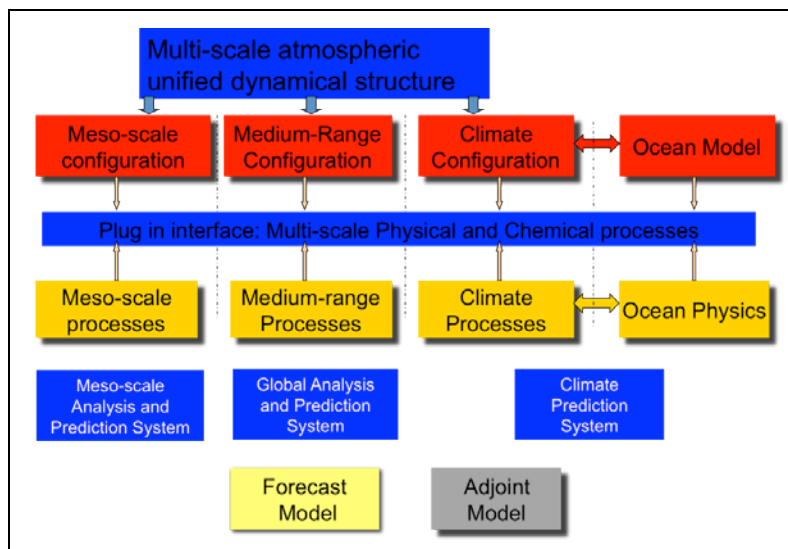 Multi-scale atmospheric
unified dynamical structure
Meso-scale
configuration
Medium-Range
Configuration
Climate
Configuration
Ocean Model
Plug in interface: Multi-scale Physical and Chemical processes
Meso-scale
processes
Medium-range
Processes
Climate
Processes
Ocean Physics
Meso-scale
Analysis and
Prediction System
Global Analysis
and Prediction
System
Climate
Prediction
System
Forecast
Model
Adjoint
Model